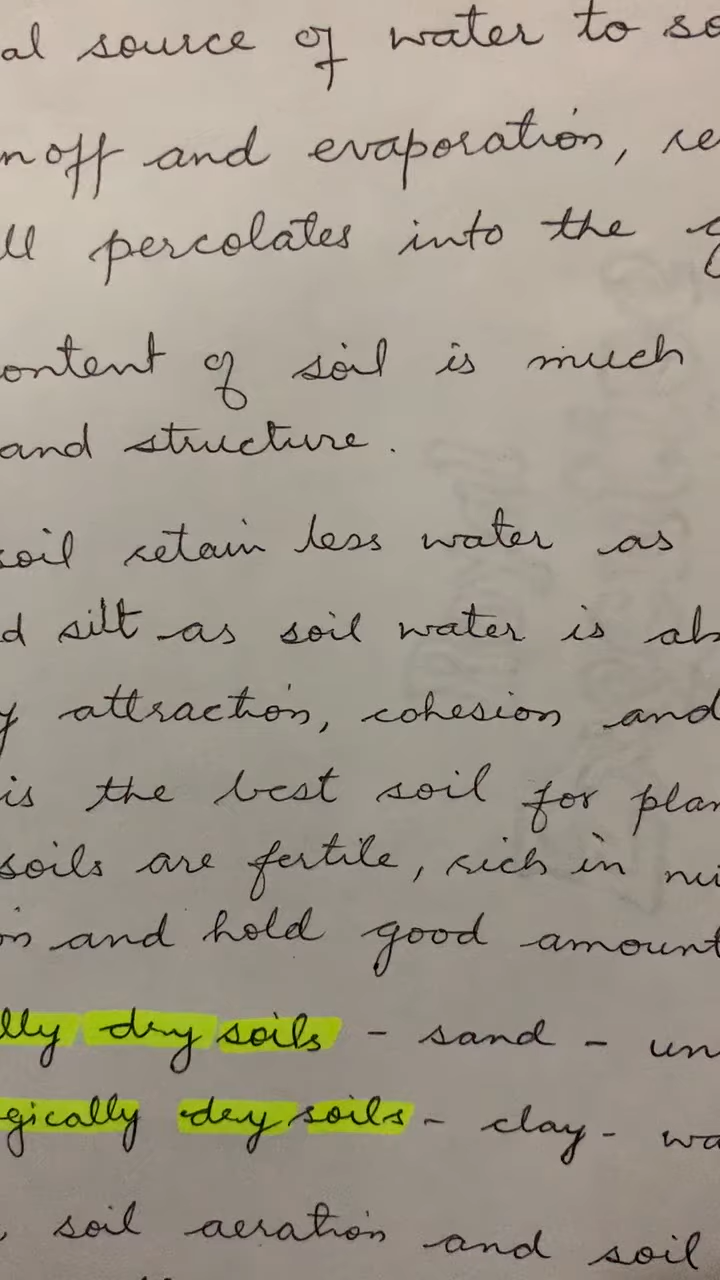 al source of water to so
noff and evaporation, re
ll percolates into the
ontent of soil is much
and structure.
soil retain less water as
d silt as soil water is ab
y attraction, cohesion and
is the best soil for plan
soils are fertile, rich in nu
on and hold good amount
lly dry soils - sand - un
gically dry soils - clay - wa
, soil aeration and soil